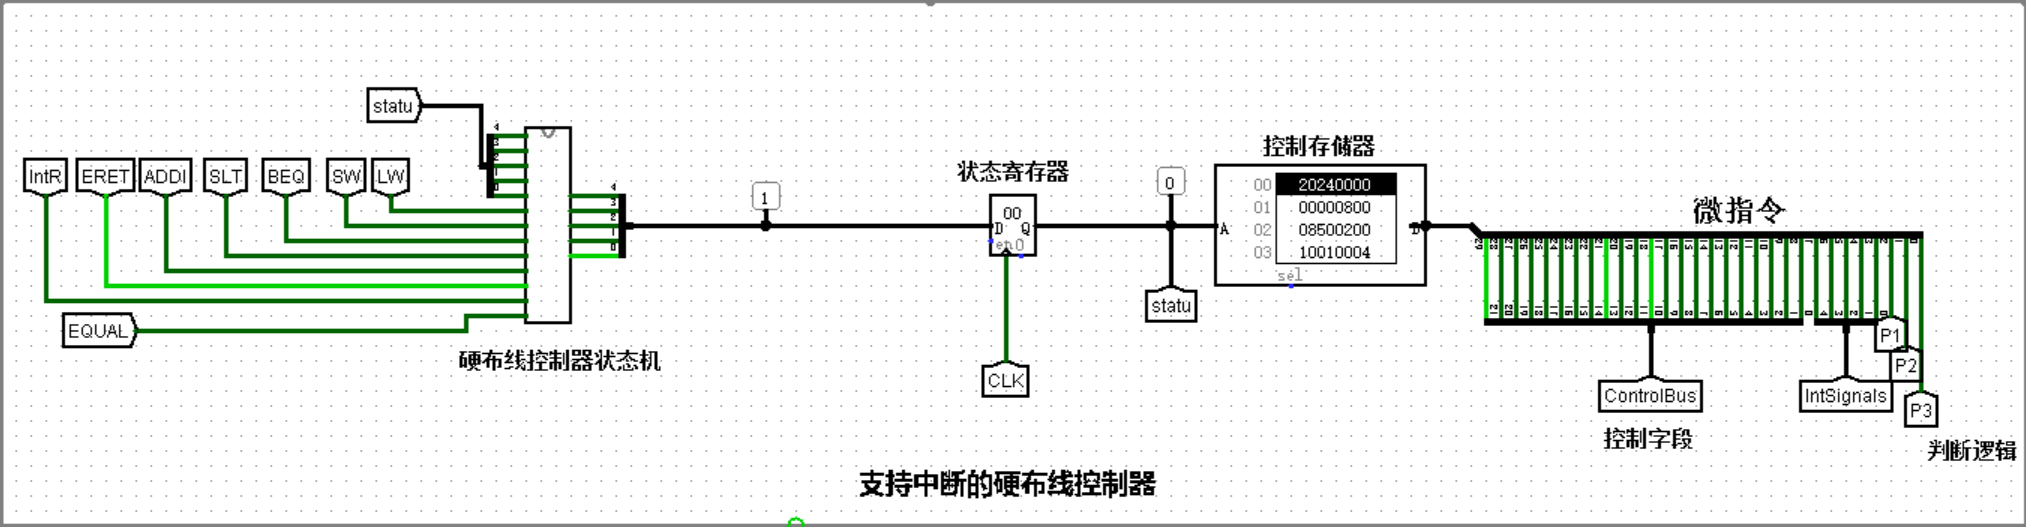 statu
IntR
ERET
ADDI
SLT
BEQ
SW
LW
EQUAL
硬布线控制器状态机
1
状态寄存器
00
D Q
en0
CLK
0
statu
控制存储器
A
00 20240000
01 00000800
02 08500200
03 10010004
D
sel
微指令
ControlBus
控制字段
IntSignals
P1
P2
P3
判断逻辑
支持中断的硬布线控制器